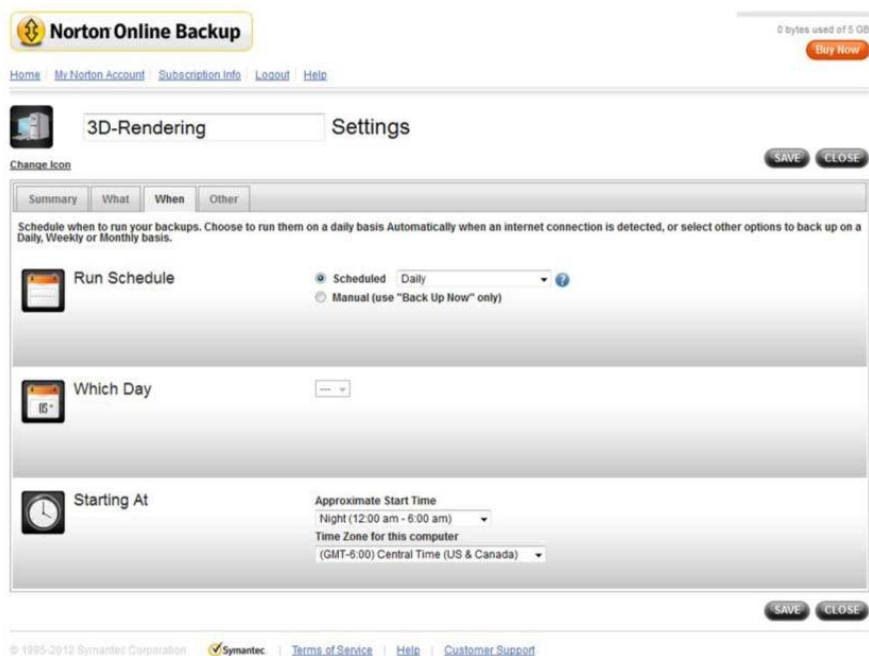 Norton Online Backup
0 bytes used of 5 GB
Buy Now
Home My Norton Account Subscription Info Logout Help
3D-Rendering Settings
Change Icon
SAVE CLOSE
Summary What When Other
Schedule when to run your backups. Choose to run them on a daily basis Automatically when an internet connection is detected, or select other options to back up on a
Daily, Weekly or Monthly basis.
Run Schedule
Scheduled Daily ?
Manual (use "Back Up Now" only)
Which Day
---
Starting At
Approximate Start Time
Night (12:00 am - 6:00 am)
Time Zone for this computer
(GMT-6:00) Central Time (US & Canada)
SAVE CLOSE
© 1995-2012 Symantec Corporation Symantec. Terms of Service Help Customer Support